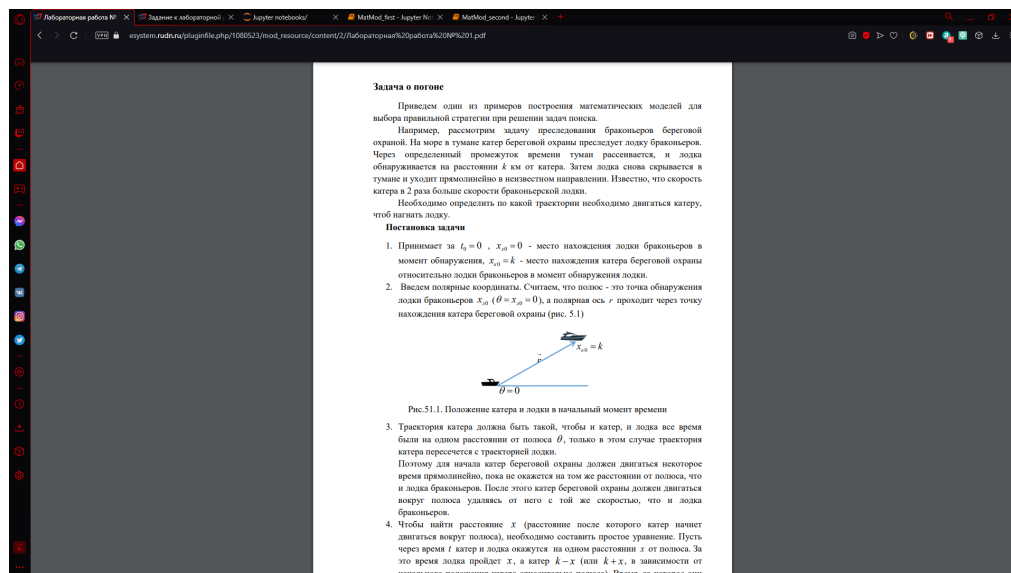 Лабораторная работа №
Задание к лабораторной
Jupyter notebooks/
MatMod_first - Jupyter Not
MatMod_second - Jupyter
VPN
esystem.rudn.ru/pluginfile.php/1080523/mod_resource/content/2/Лабораторная%20работа%20№%201.pdf
Задача о погоне
Приведем один из примеров построения математических моделей для
выбора правильной стратегии при решении задач поиска.
Например, рассмотрим задачу преследования браконьеров береговой
охраной. На море в тумане катер береговой охраны преследует лодку браконьеров.
Через определенный промежуток времени туман рассеивается, и лодка
обнаруживается на расстоянии k км от катера. Затем лодка снова скрывается в
тумане и уходит прямолинейно в неизвестном направлении. Известно, что скорость
катера в 2 раза больше скорости браконьерской лодки.
Необходимо определить по какой траектории необходимо двигаться катеру,
чтоб нагнать лодку.
Постановка задачи
1. Принимает за t₀ = 0 , xл0 = 0 - место нахождения лодки браконьеров в
момент обнаружения, xк0 = k - место нахождения катера береговой охраны
относительно лодки браконьеров в момент обнаружения лодки.
2. Введем полярные координаты. Считаем, что полюс - это точка обнаружения
лодки браконьеров xл0 (θ = xл0 = 0), а полярная ось r проходит через точку
нахождения катера береговой охраны (рис. 5.1)
xк0 = k
r
θ = 0
Рис.51.1. Положение катера и лодки в начальный момент времени
3. Траектория катера должна быть такой, чтобы и катер, и лодка все время
были на одном расстоянии от полюса θ, только в этом случае траектория
катера пересечется с траекторией лодки.
Поэтому для начала катер береговой охраны должен двигаться некоторое
время прямолинейно, пока не окажется на том же расстоянии от полюса, что
и лодка браконьеров. После этого катер береговой охраны должен двигаться
вокруг полюса удаляясь от него с той же скоростью, что и лодка
браконьеров.
4. Чтобы найти расстояние x (расстояние после которого катер начнет
двигаться вокруг полюса), необходимо составить простое уравнение. Пусть
через время t катер и лодка окажутся на одном расстоянии x от полюса. За
это время лодка пройдет x, а катер k − x (или k + x, в зависимости от